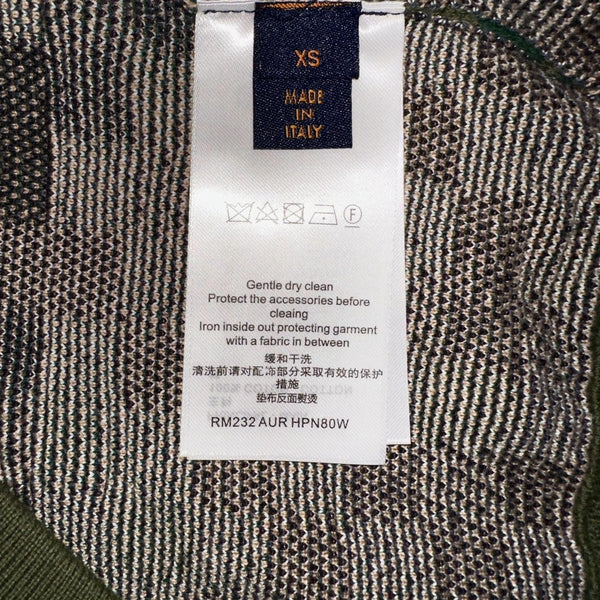 XS
MADE
IN
ITALY
F
Gentle dry clean
Protect the accessories before
cleaing
Iron inside out protecting garment
with a fabric in between
缓和干洗
清洗前请对配饰部分采取有效的保护
措施
垫布反面熨烫
RM232 AUR HPN80W